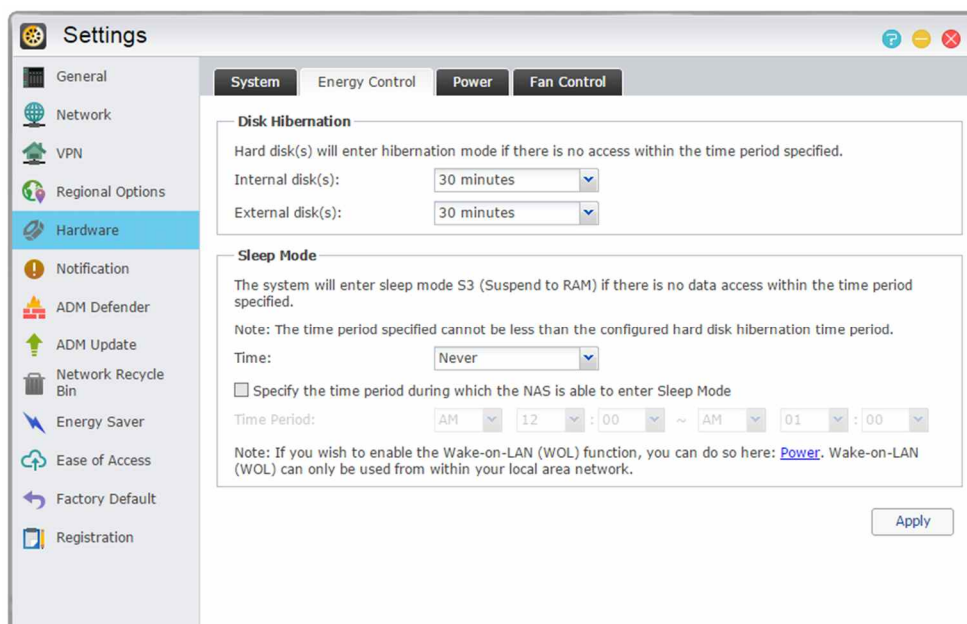 Settings
General
Network
VPN
Regional Options
Hardware
Notification
ADM Defender
ADM Update
Network Recycle
Bin
Energy Saver
Ease of Access
Factory Default
Registration
System Energy Control Power Fan Control
Disk Hibernation
Hard disk(s) will enter hibernation mode if there is no access within the time period specified.
Internal disk(s): 30 minutes
External disk(s): 30 minutes
Sleep Mode
The system will enter sleep mode S3 (Suspend to RAM) if there is no data access within the time period
specified.
Note: The time period specified cannot be less than the configured hard disk hibernation time period.
Time: Never
Specify the time period during which the NAS is able to enter Sleep Mode
Time Period: AM 12 : 00 ~ AM 01 : 00
Note: If you wish to enable the Wake-on-LAN (WOL) function, you can do so here: Power. Wake-on-LAN
(WOL) can only be used from within your local area network.
Apply